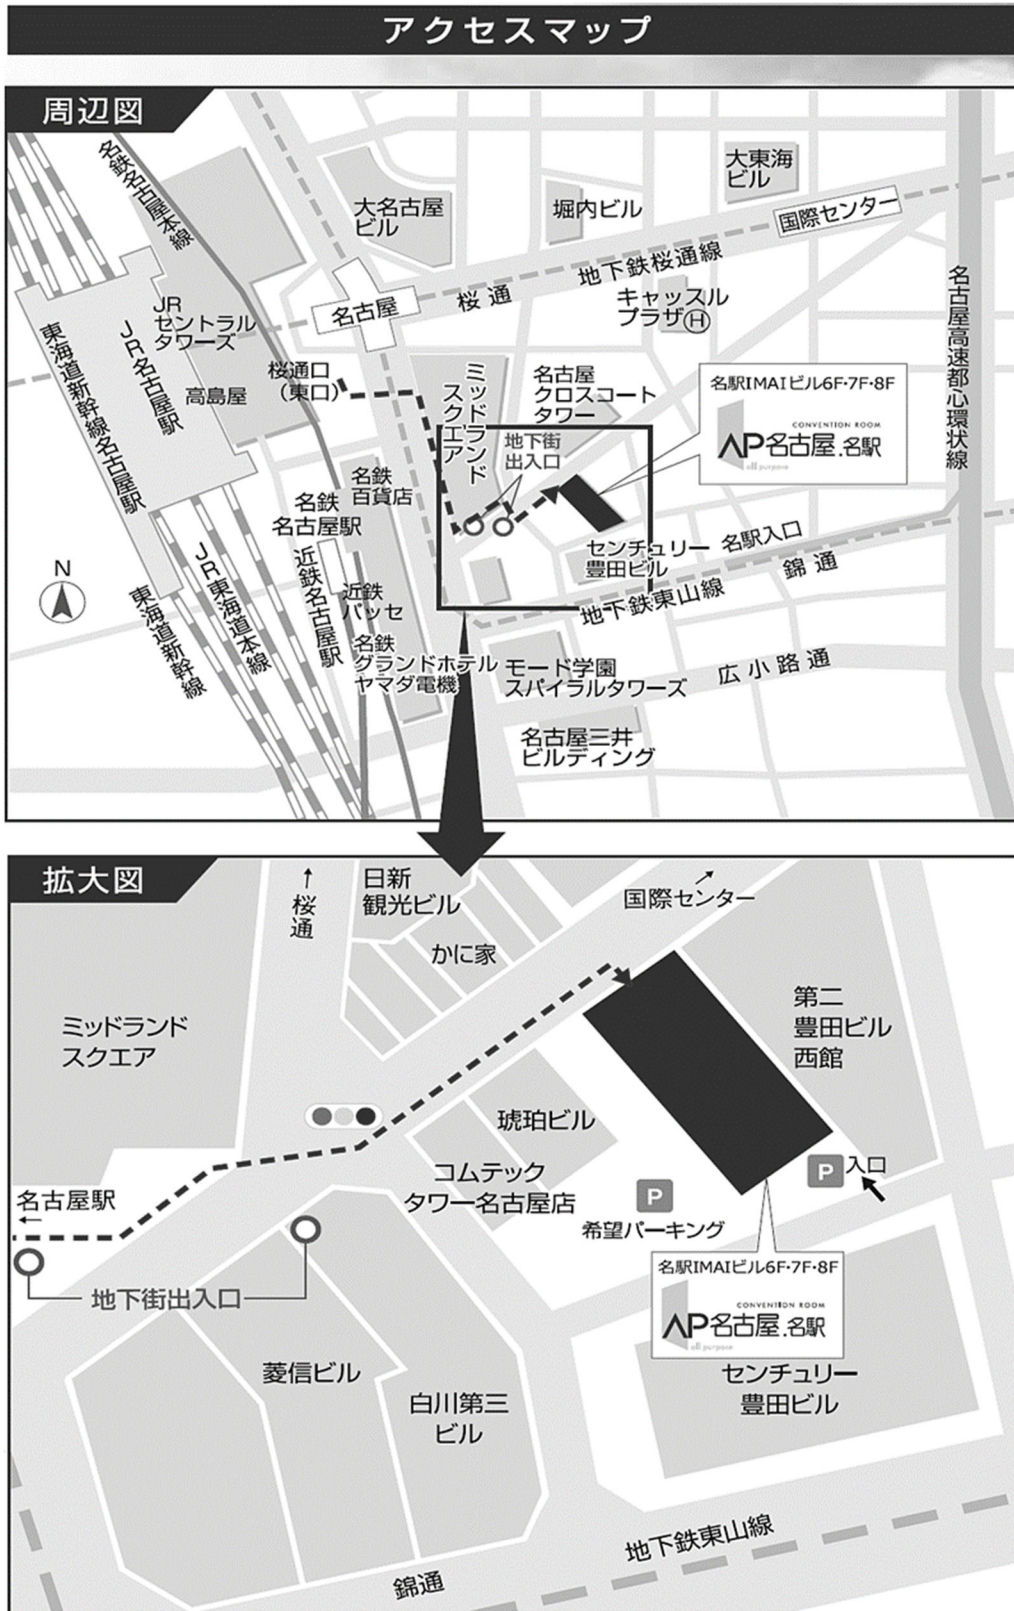 アクセスマップ
周辺図
名鉄名古屋本線
大名古屋
ビル
堀内ビル
大東海
ビル
国際センター
地下鉄桜通線
桜通
名古屋
キャッスル
プラザ
H
名古屋高速都心環状線
JR
セントラル
タワーズ
JR名古屋駅
東海道新幹線名古屋駅
高島屋
桜通口
(東口)
ミッドランド
スクエア
名古屋
クロスコート
タワー
名駅IMAIビル6F・7F・8F
CONVENTION ROOM
AP名古屋.名駅
all purpose
地下街
出入口
名鉄
百貨店
名鉄
名古屋駅
センチュリー
豊田ビル
名駅入口
錦通
地下鉄東山線
N
東海道新幹線
JR東海道本線
近鉄名古屋駅
近鉄
パッセ
名鉄
グランドホテル
ヤマダ電機
モード学園
スパイラルタワーズ
広小路通
名古屋三井
ビルディング
拡大図
↑桜通
日新
観光ビル
かに家
国際センター
ミッドランド
スクエア
第二
豊田ビル
西館
琥珀ビル
コムテック
タワー名古屋店
名古屋駅
←
P
入口
P
希望パーキング
地下街出入口
名駅IMAIビル6F・7F・8F
CONVENTION ROOM
AP名古屋.名駅
all purpose
菱信ビル
白川第三
ビル
センチュリー
豊田ビル
地下鉄東山線
錦通